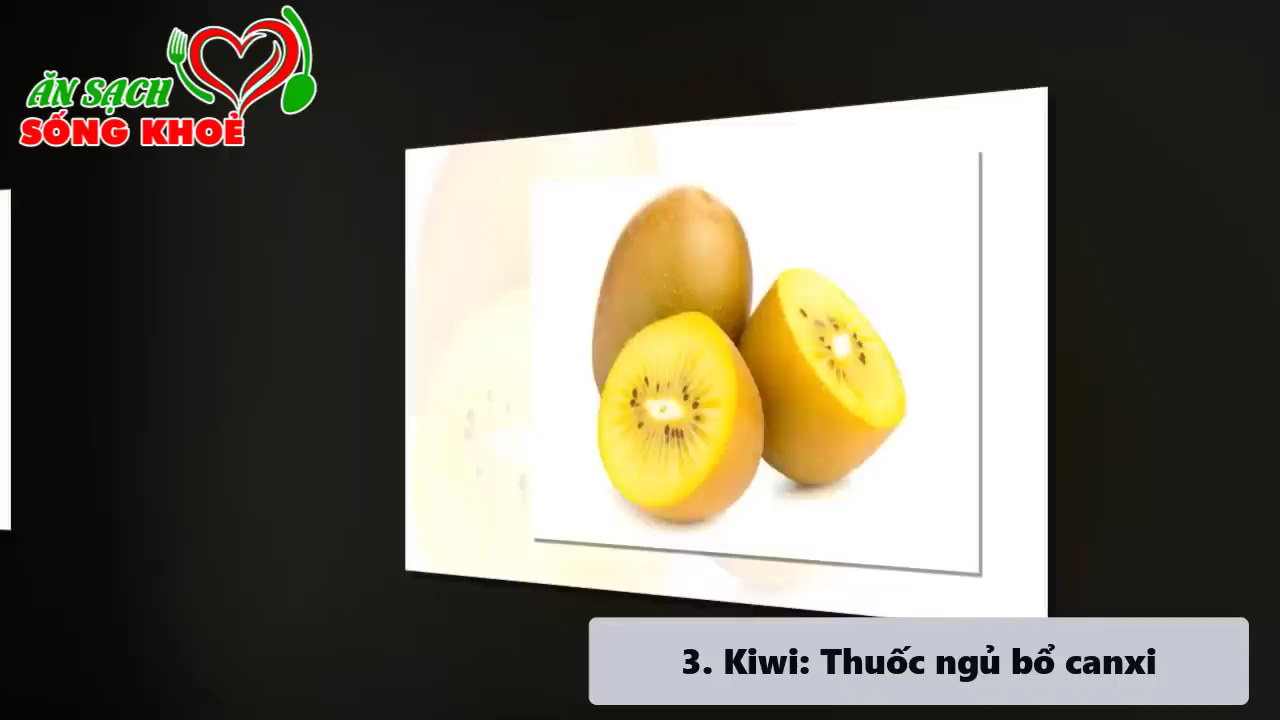 ĂN SẠCH
SỐNG KHOẺ
3. Kiwi: Thuốc ngủ bổ canxi